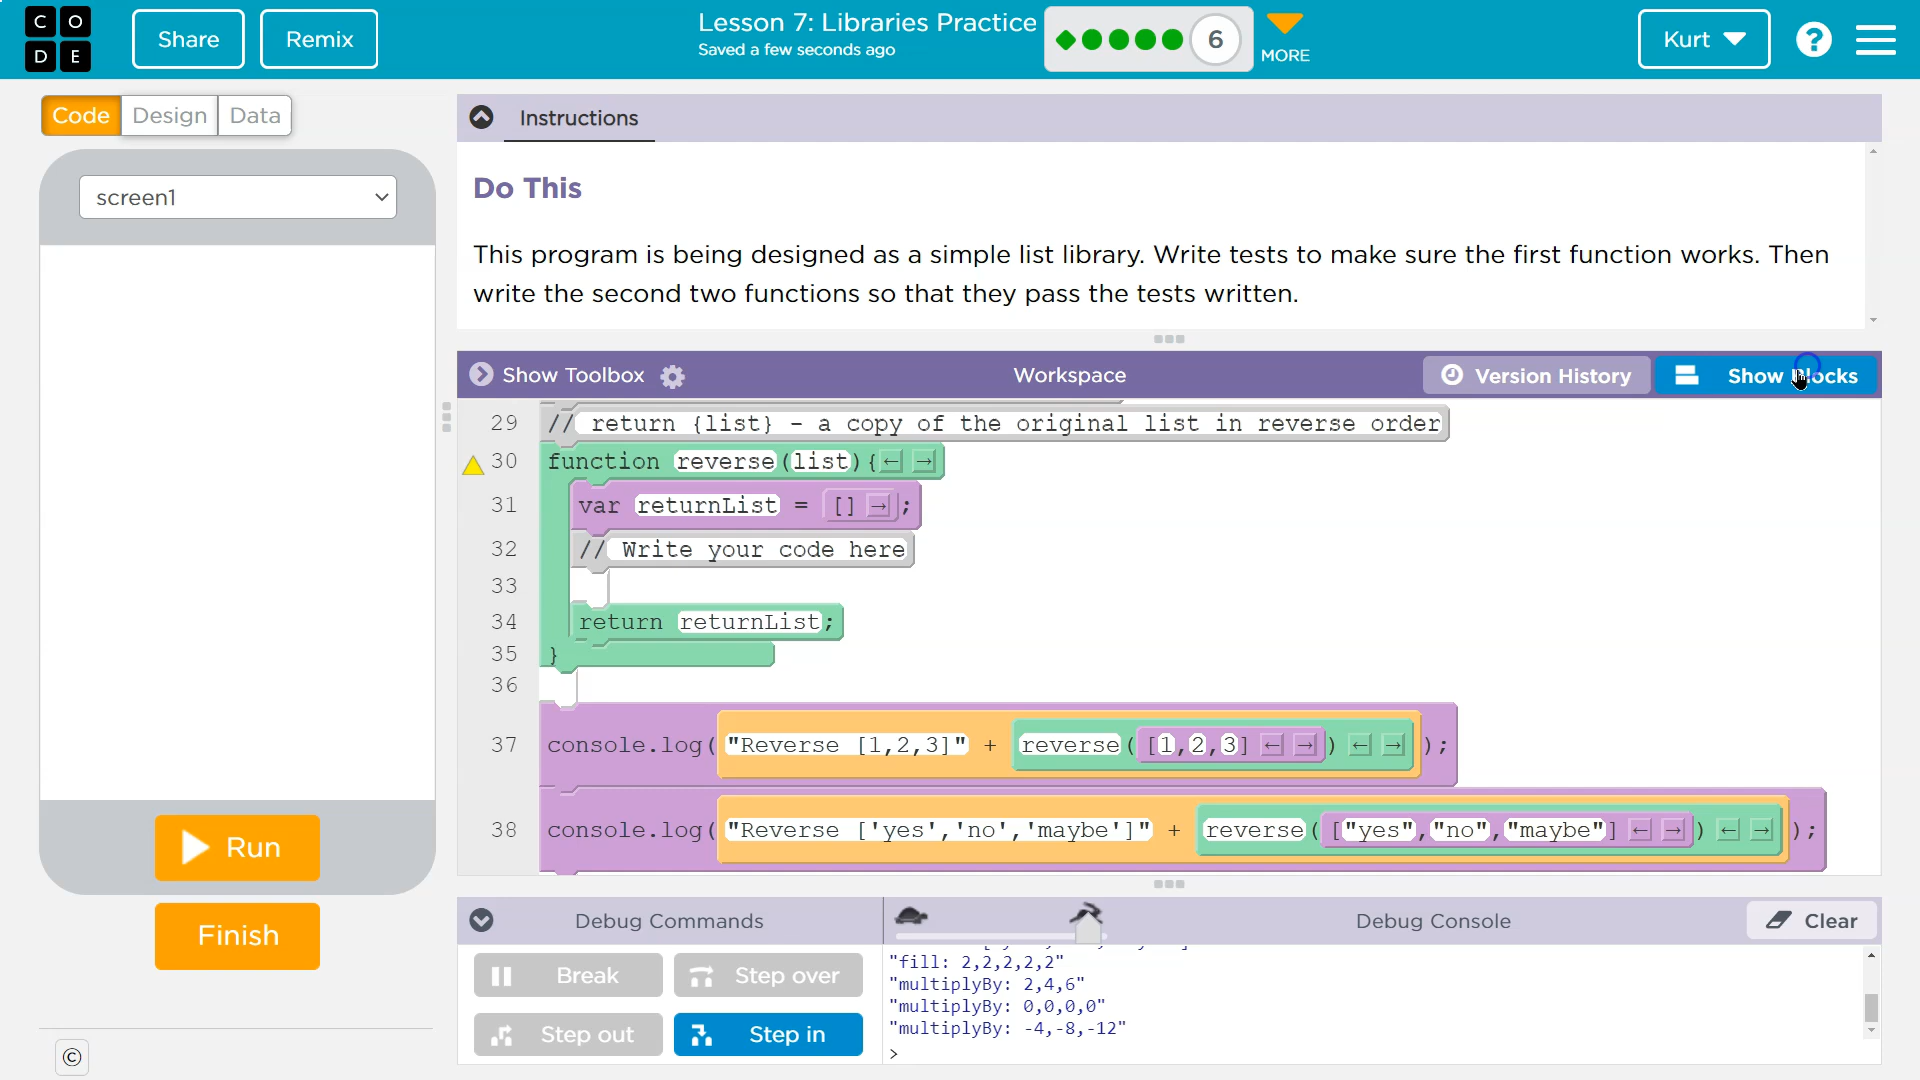 CODE
Share
Remix
Lesson 7: Libraries Practice
Saved a few seconds ago
6
MORE
Kurt
?
Code
Design
Data
Instructions
screen1
Do This
This program is being designed as a simple list library. Write tests to make sure the first function works. Then
write the second two functions so that they pass the tests written.
Show Toolbox
Workspace
Version History
Show Blocks
29 // return {list} - a copy of the original list in reverse order
30 function reverse(list){
31 var returnList = [];
32 // Write your code here
33
34 return returnList;
35 }
36
37 console.log("Reverse [1,2,3]" + reverse([1,2,3]));
38 console.log("Reverse ['yes','no','maybe']" + reverse(["yes","no","maybe"]));
Run
Finish
Debug Commands
Debug Console
Clear
Break
Step over
Step out
Step in
"fill: 2,2,2,2,2"
"multiplyBy: 2,4,6"
"multiplyBy: 0,0,0,0"
"multiplyBy: -4,-8,-12"
>
©